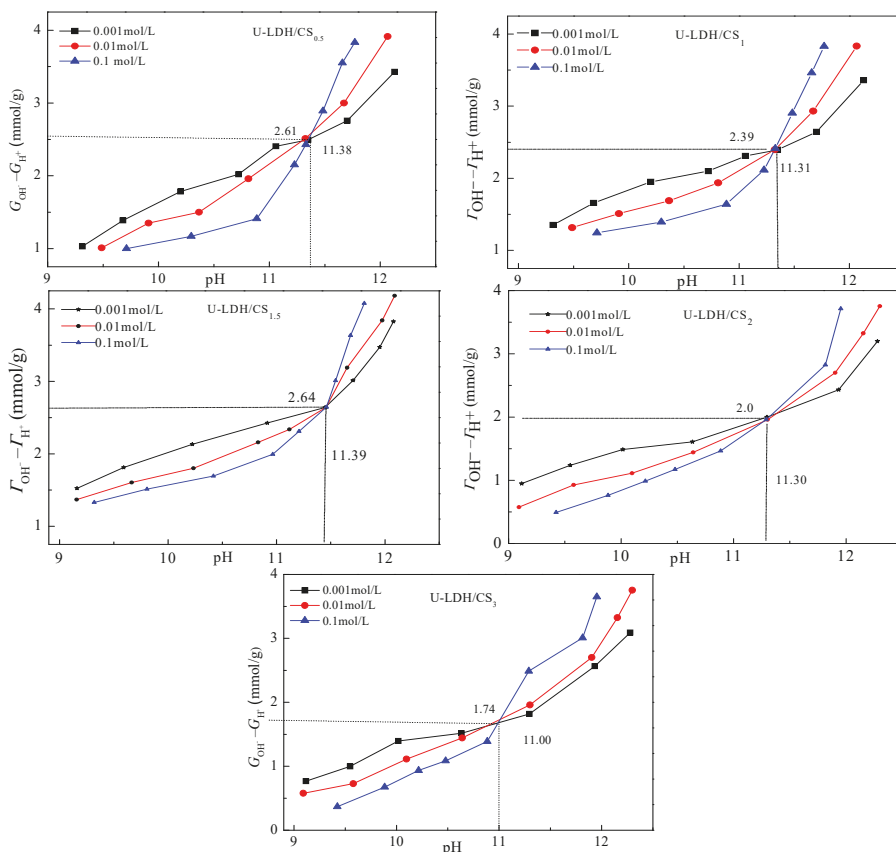 U-LDH/CS0.5
0.001mol/L
0.01mol/L
0.1 mol/L
GOH⁻ – GH⁺ (mmol/g)
4
3
2
1
2.61
11.38
9
10
11
12
pH
U-LDH/CS1
0.001mol/L
0.01mol/L
0.1mol/L
ΓOH⁻ – ΓH⁺ (mmol/g)
4
3
2
1
2.39
11.31
9
10
11
12
pH
U-LDH/CS1.5
0.001mol/L
0.01mol/L
0.1mol/L
ΓOH⁻ – ΓH⁺ (mmol/g)
4
3
2
1
2.64
11.39
9
10
11
12
pH
U-LDH/CS2
0.001mol/L
0.01mol/L
0.1mol/L
ΓOH⁻ – ΓH⁺ (mmol/g)
4
3
2
1
0
2.0
11.30
9
10
11
12
pH
U-LDH/CS3
0.001mol/L
0.01mol/L
0.1mol/L
GOH⁻ – GH⁺ (mmol/g)
4
3
2
1
0
1.74
11.00
9
10
11
12
pH